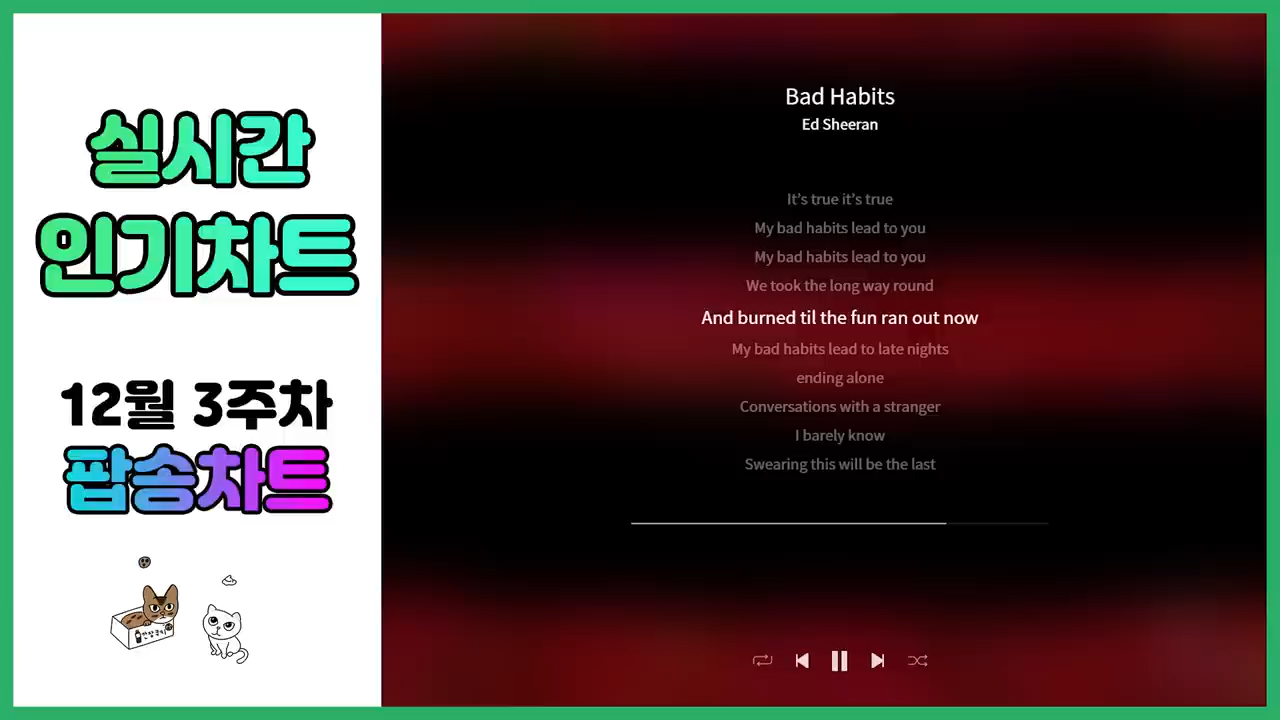 실시간
인기차트
12월 3주차
팝송차트
Bad Habits
Ed Sheeran
It’s true it’s true
My bad habits lead to you
My bad habits lead to you
We took the long way round
And burned til the fun ran out now
My bad habits lead to late nights
ending alone
Conversations with a stranger
I barely know
Swearing this will be the last